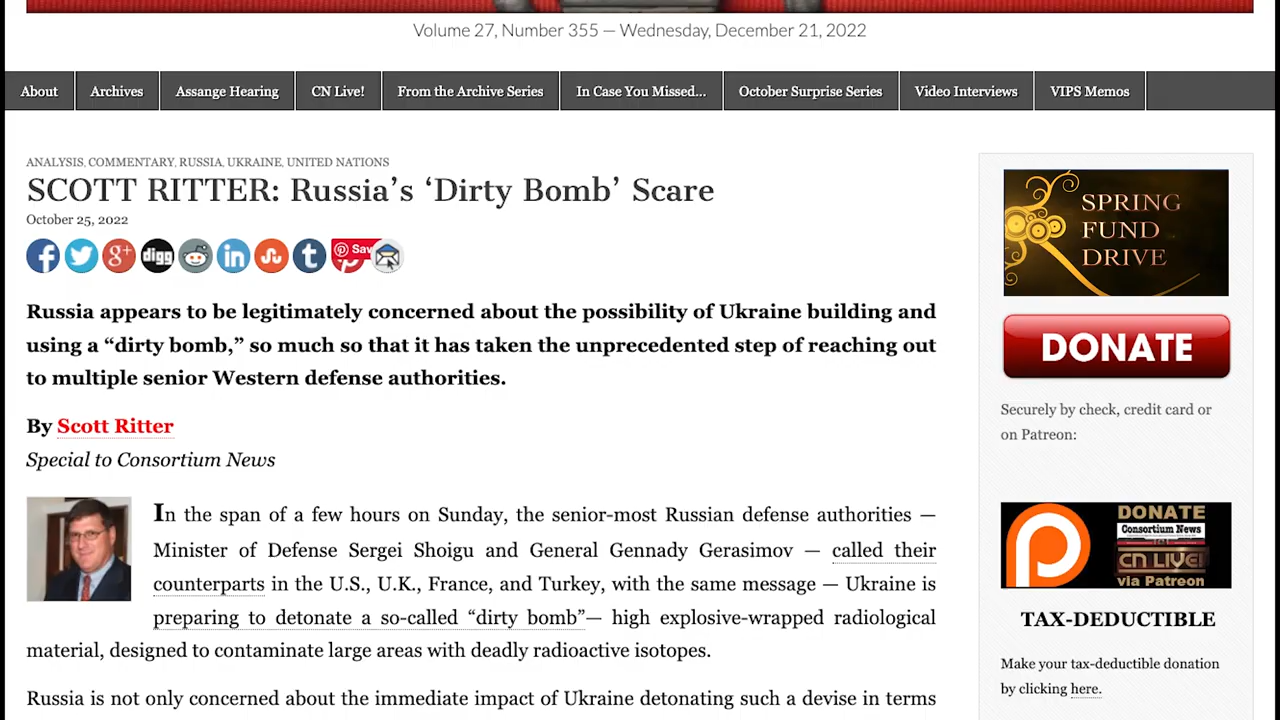 Volume 27, Number 355 — Wednesday, December 21, 2022
About
Archives
Assange Hearing
CN Live!
From the Archive Series
In Case You Missed...
October Surprise Series
Video Interviews
VIPS Memos
ANALYSIS, COMMENTARY, RUSSIA, UKRAINE, UNITED NATIONS
SCOTT RITTER: Russia’s ‘Dirty Bomb’ Scare
October 25, 2022
digg
Sav
Russia appears to be legitimately concerned about the possibility of Ukraine building and
using a “dirty bomb,” so much so that it has taken the unprecedented step of reaching out
to multiple senior Western defense authorities.
By Scott Ritter
Special to Consortium News
In the span of a few hours on Sunday, the senior-most Russian defense authorities —
Minister of Defense Sergei Shoigu and General Gennady Gerasimov — called their
counterparts in the U.S., U.K., France, and Turkey, with the same message — Ukraine is
preparing to detonate a so-called “dirty bomb”— high explosive-wrapped radiological
material, designed to contaminate large areas with deadly radioactive isotopes.
Russia is not only concerned about the immediate impact of Ukraine detonating such a devise in terms
SPRING
FUND
DRIVE
DONATE
Securely by check, credit card or
on Patreon:
DONATE
Consortium News
CN LIVE!
via Patreon
TAX-DEDUCTIBLE
Make your tax-deductible donation
by clicking here.